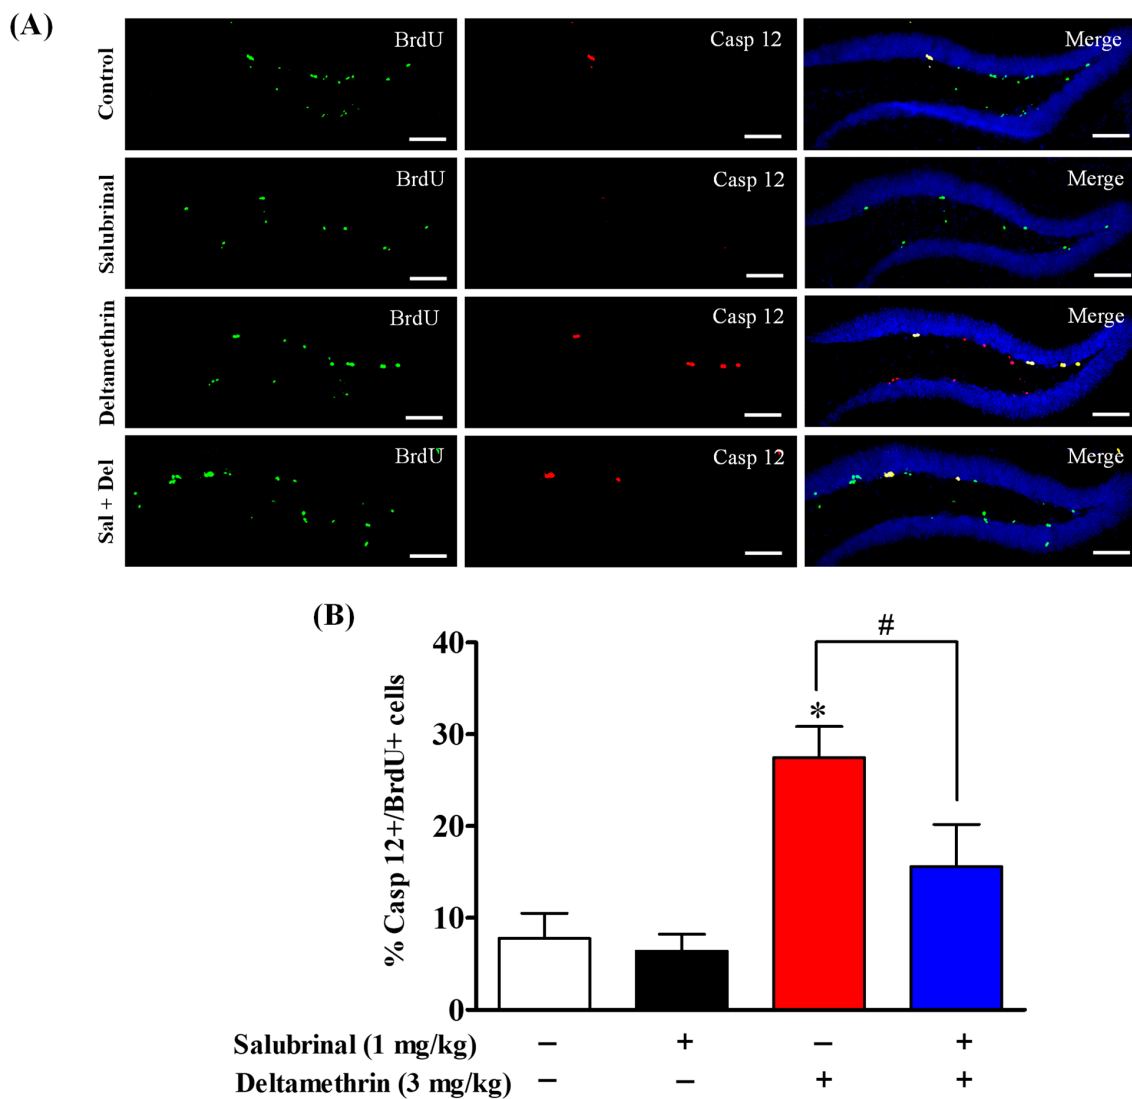 (A)
Control
BrdU
Casp 12
Merge
Salubrinal
BrdU
Casp 12
Merge
Deltamethrin
BrdU
Casp 12
Merge
Sal + Del
BrdU
Casp 12
Merge
(B)
% Casp 12+/BrdU+ cells
40
30
20
10
0
#
*
Salubrinal (1 mg/kg) – + – +
Deltamethrin (3 mg/kg) – – + +